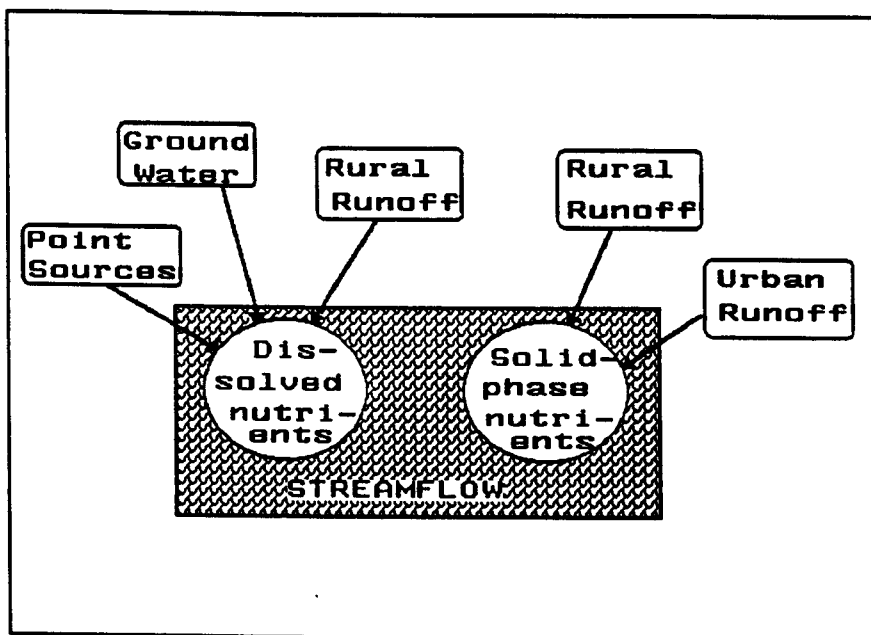 Ground
Water
Rural
Runoff
Rural
Runoff
Point
Sources
Urban
Runoff
Dis-
solved
nutri-
ents
Solid-
phase
nutri-
ents
STREAMFLOW